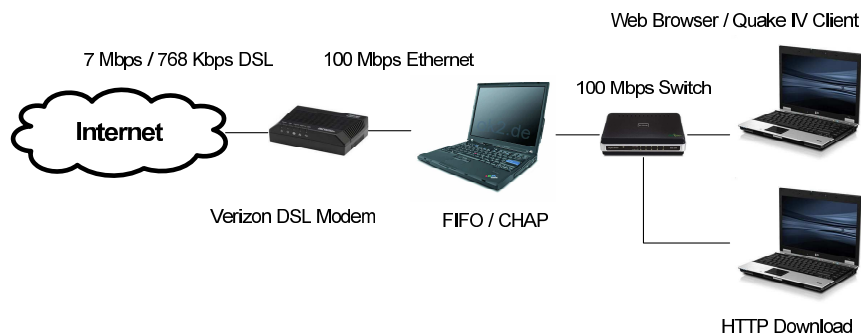 Web Browser / Quake IV Client
7 Mbps / 768 Kbps DSL
100 Mbps Ethernet
100 Mbps Switch
Internet
Verizon DSL Modem
FIFO / CHAP
HTTP Download